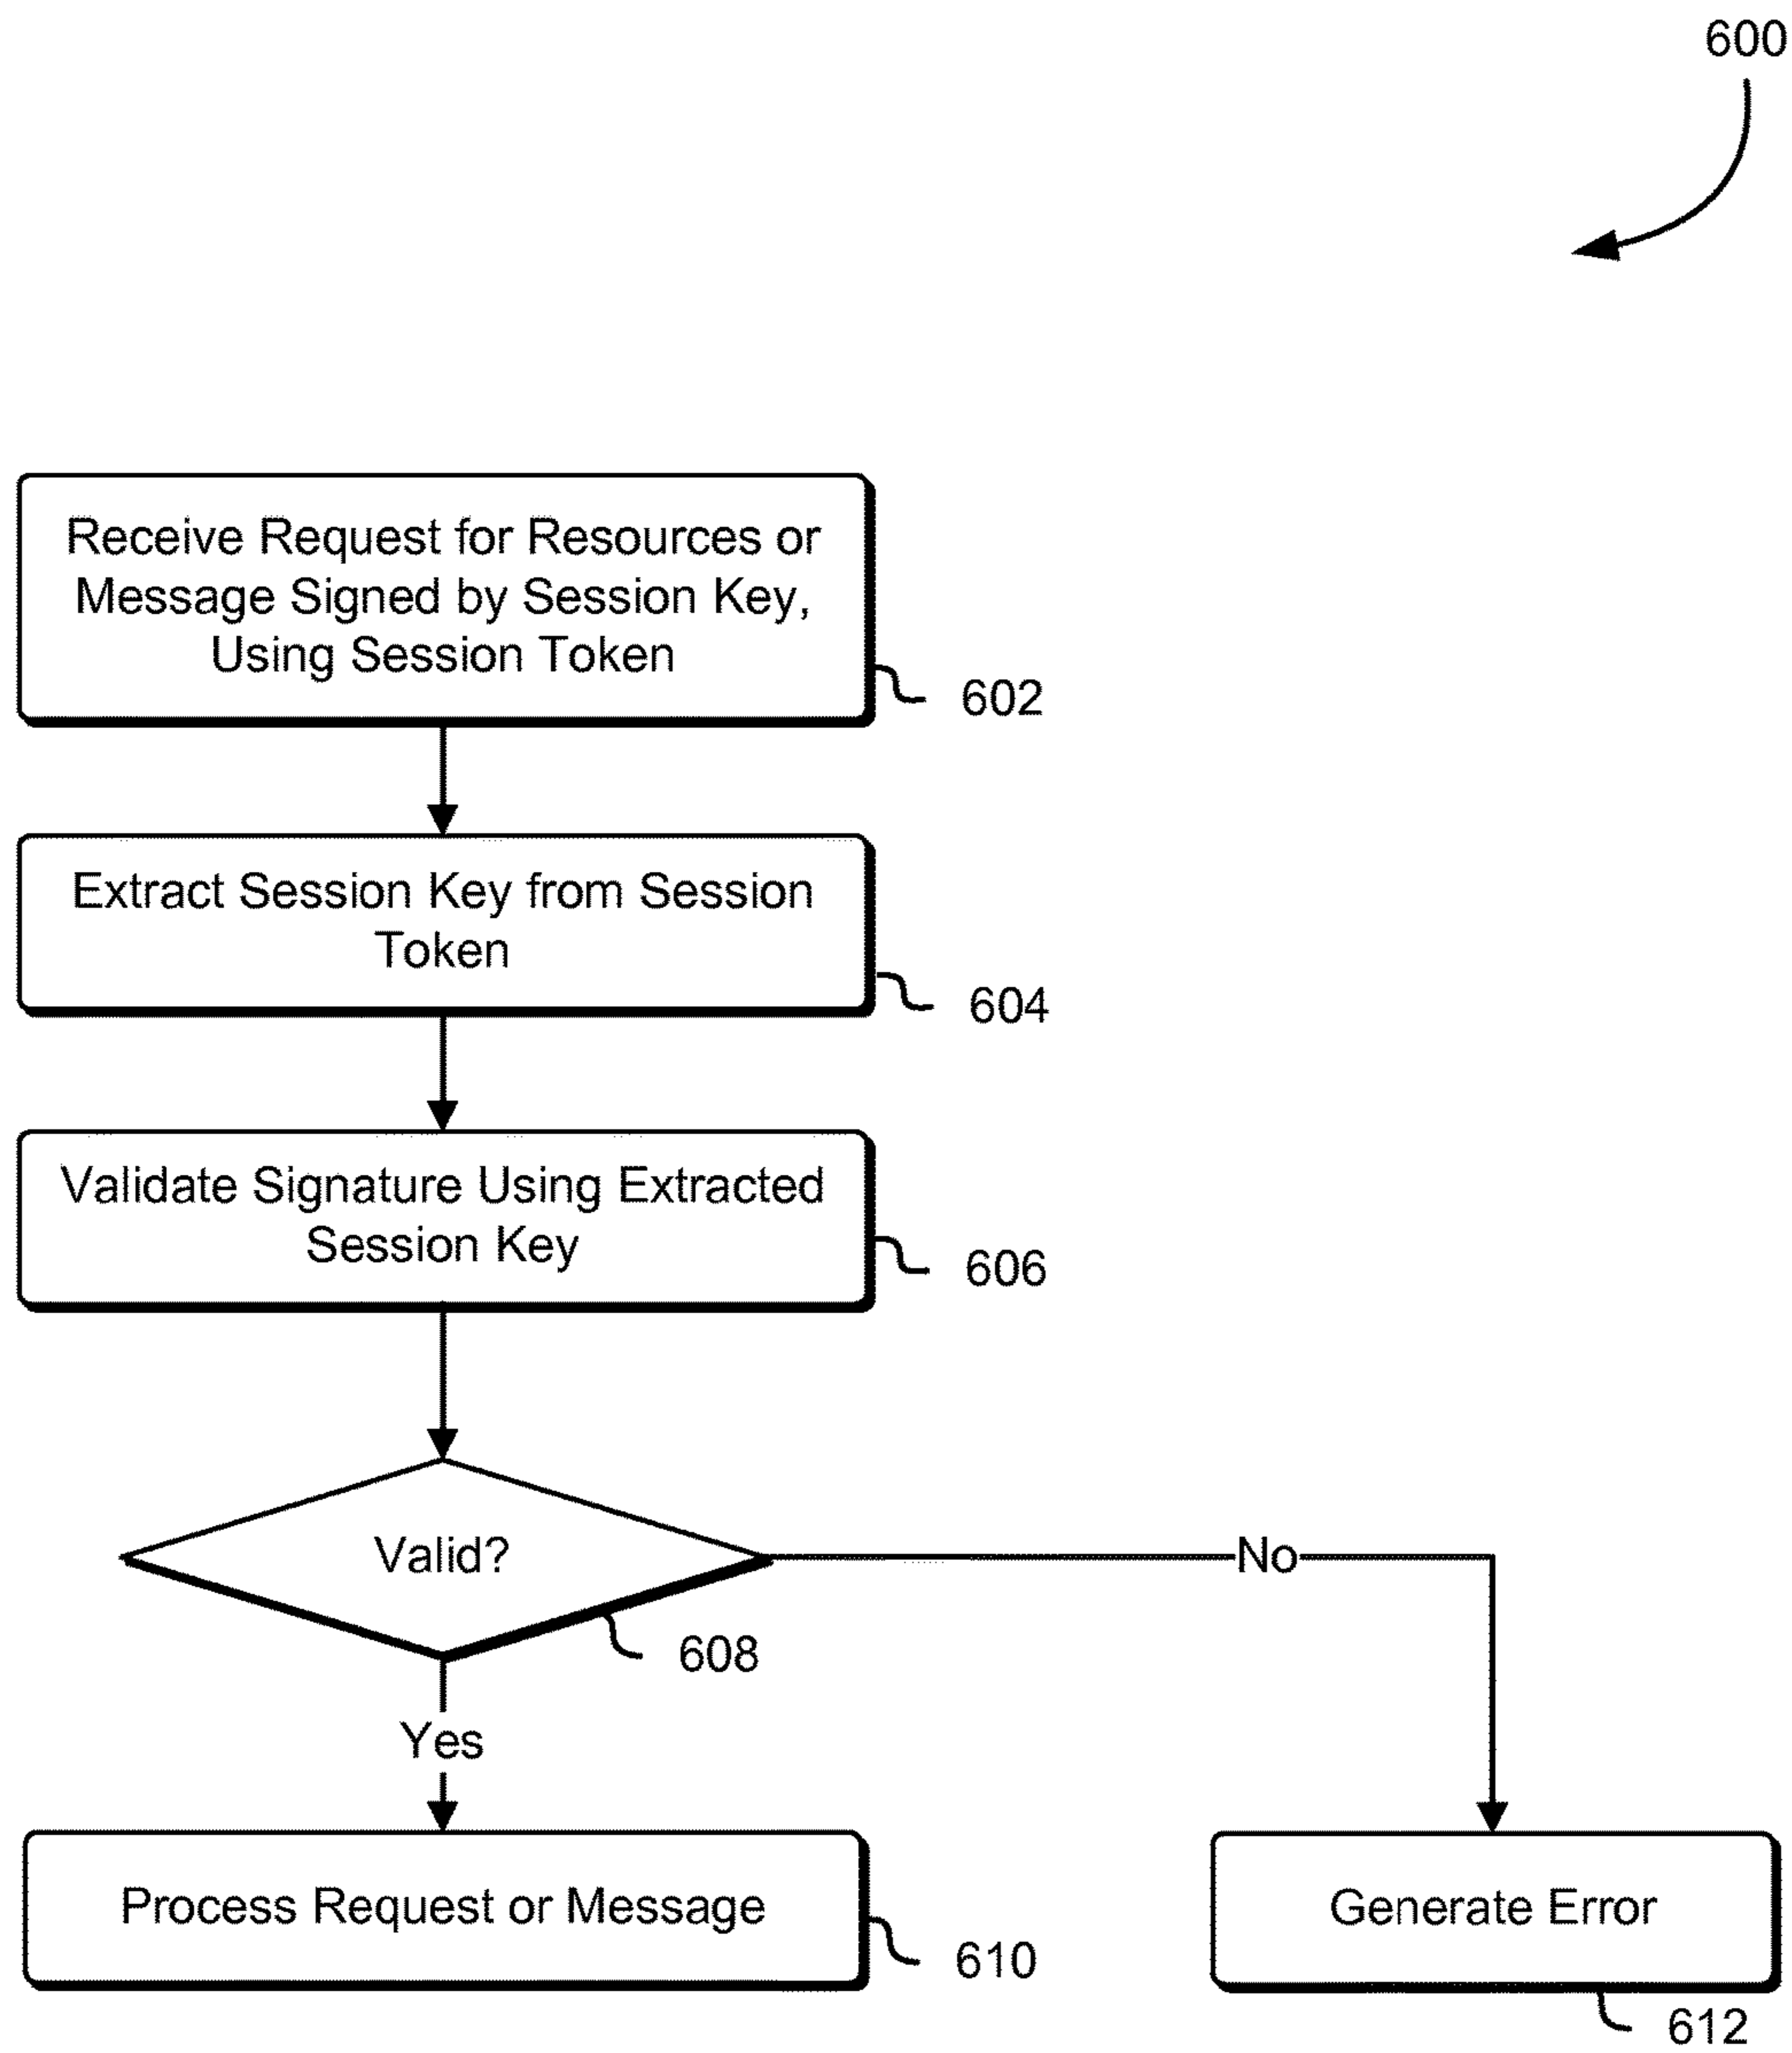 600
Receive Request for Resources or
Message Signed by Session Key,
Using Session Token
602
Extract Session Key from Session
Token
604
Validate Signature Using Extracted
Session Key
606
Valid?
No
608
Yes
Process Request or Message
610
Generate Error
612